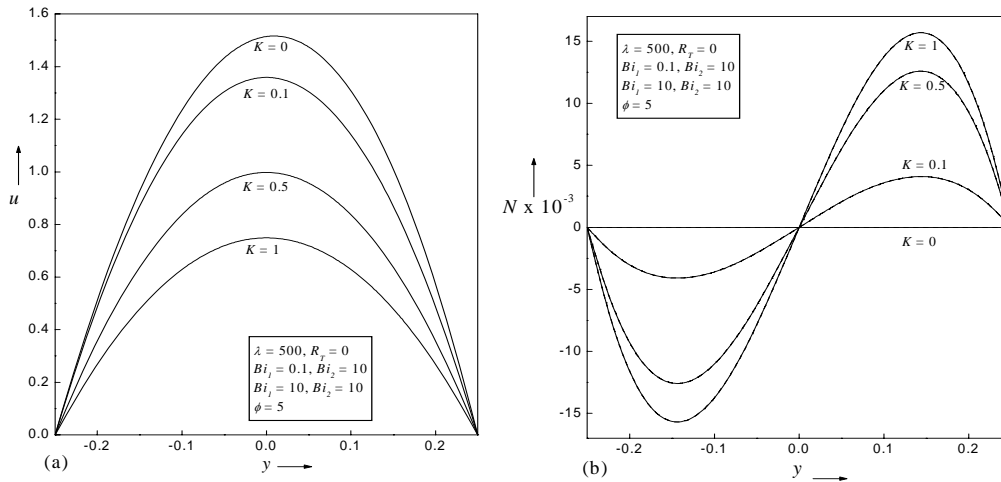 1.6
1.4
1.2
1.0
0.8
0.6
0.4
0.2
0.0
u
K = 0
K = 0.1
K = 0.5
K = 1
λ = 500, R_T = 0
Bi_1 = 0.1, Bi_2 = 10
Bi_1 = 10, Bi_2 = 10
ϕ = 5
-0.2 -0.1 0.0 0.1 0.2
(a) y
15
10
5
0
-5
-10
-15
N x 10^-3
λ = 500, R_T = 0
Bi_1 = 0.1, Bi_2 = 10
Bi_1 = 10, Bi_2 = 10
ϕ = 5
K = 1
K = 0.5
K = 0.1
K = 0
-0.2 -0.1 0.0 0.1 0.2
(b) y